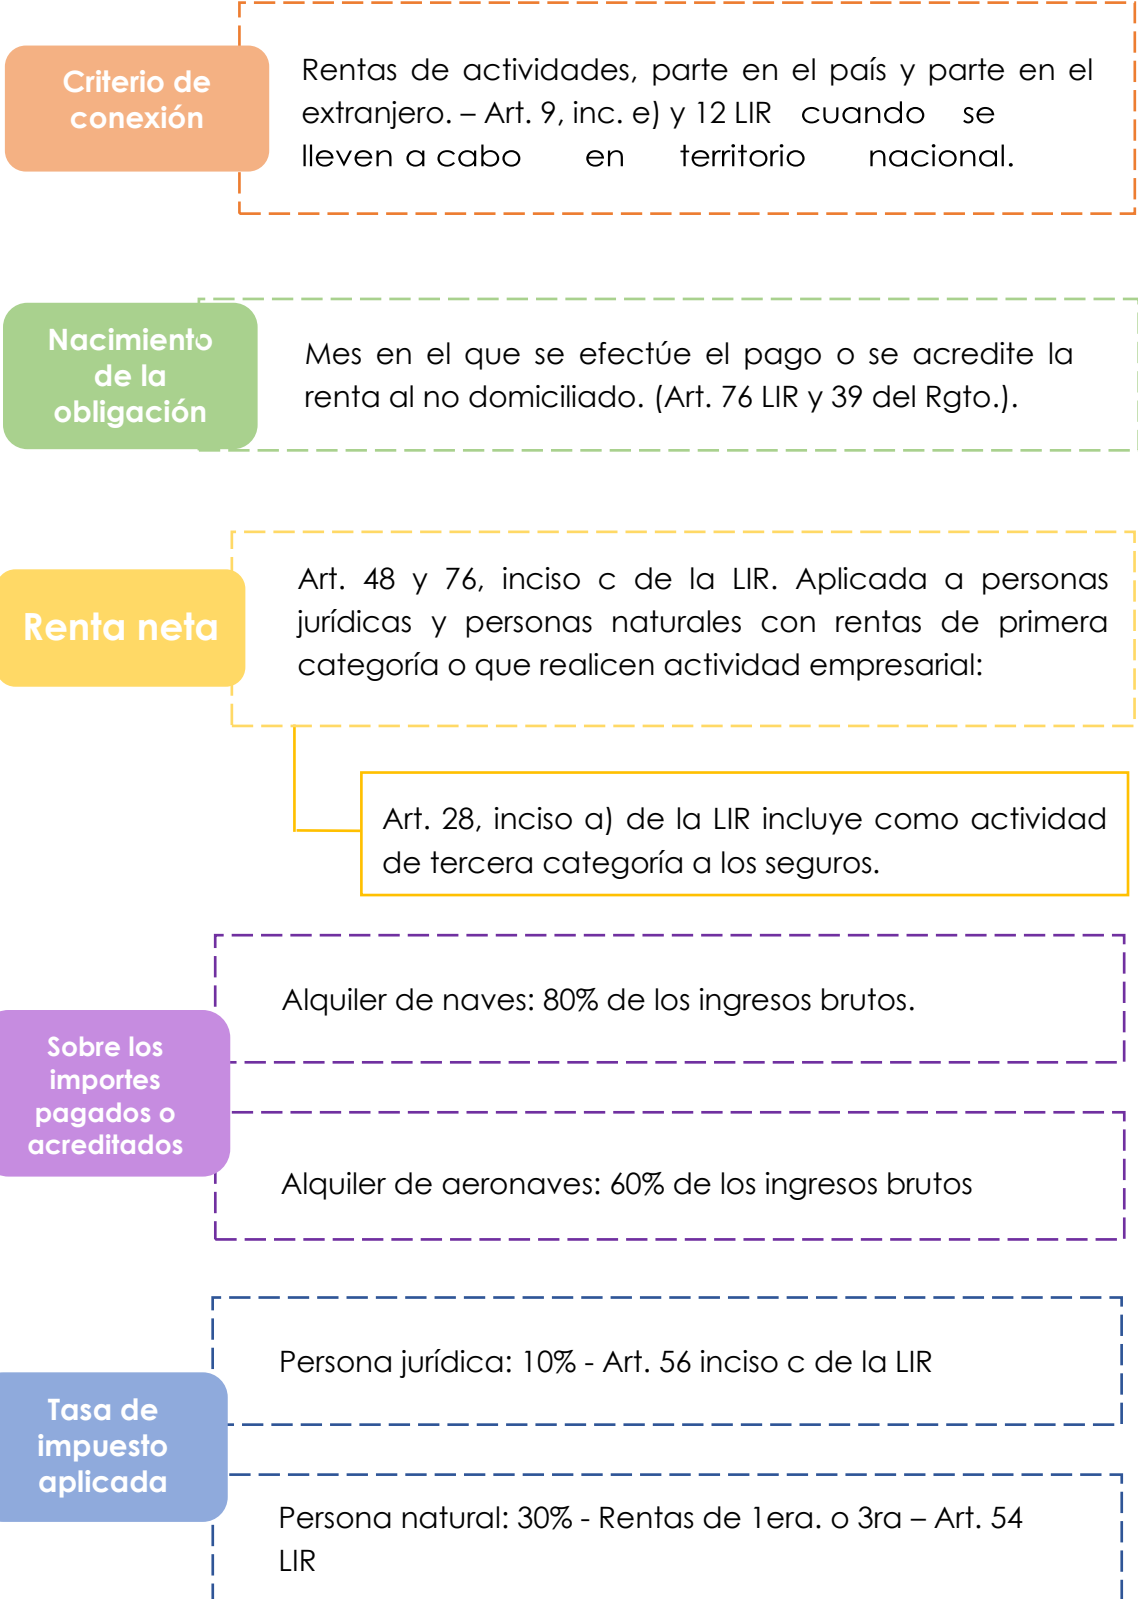 Criterio de
conexión
Rentas de actividades, parte en el país y parte en el
extranjero. – Art. 9, inc. e) y 12 LIR cuando se
lleven a cabo en territorio nacional.
Nacimiento
de la
obligación
Mes en el que se efectúe el pago o se acredite la
renta al no domiciliado. (Art. 76 LIR y 39 del Rgto.).
Renta neta
Art. 48 y 76, inciso c de la LIR. Aplicada a personas
jurídicas y personas naturales con rentas de primera
categoría o que realicen actividad empresarial:
Art. 28, inciso a) de la LIR incluye como actividad
de tercera categoría a los seguros.
Sobre los
importes
pagados o
acreditados
Alquiler de naves: 80% de los ingresos brutos.
Alquiler de aeronaves: 60% de los ingresos brutos
Tasa de
impuesto
aplicada
Persona jurídica: 10% - Art. 56 inciso c de la LIR
Persona natural: 30% - Rentas de 1era. o 3ra – Art. 54
LIR